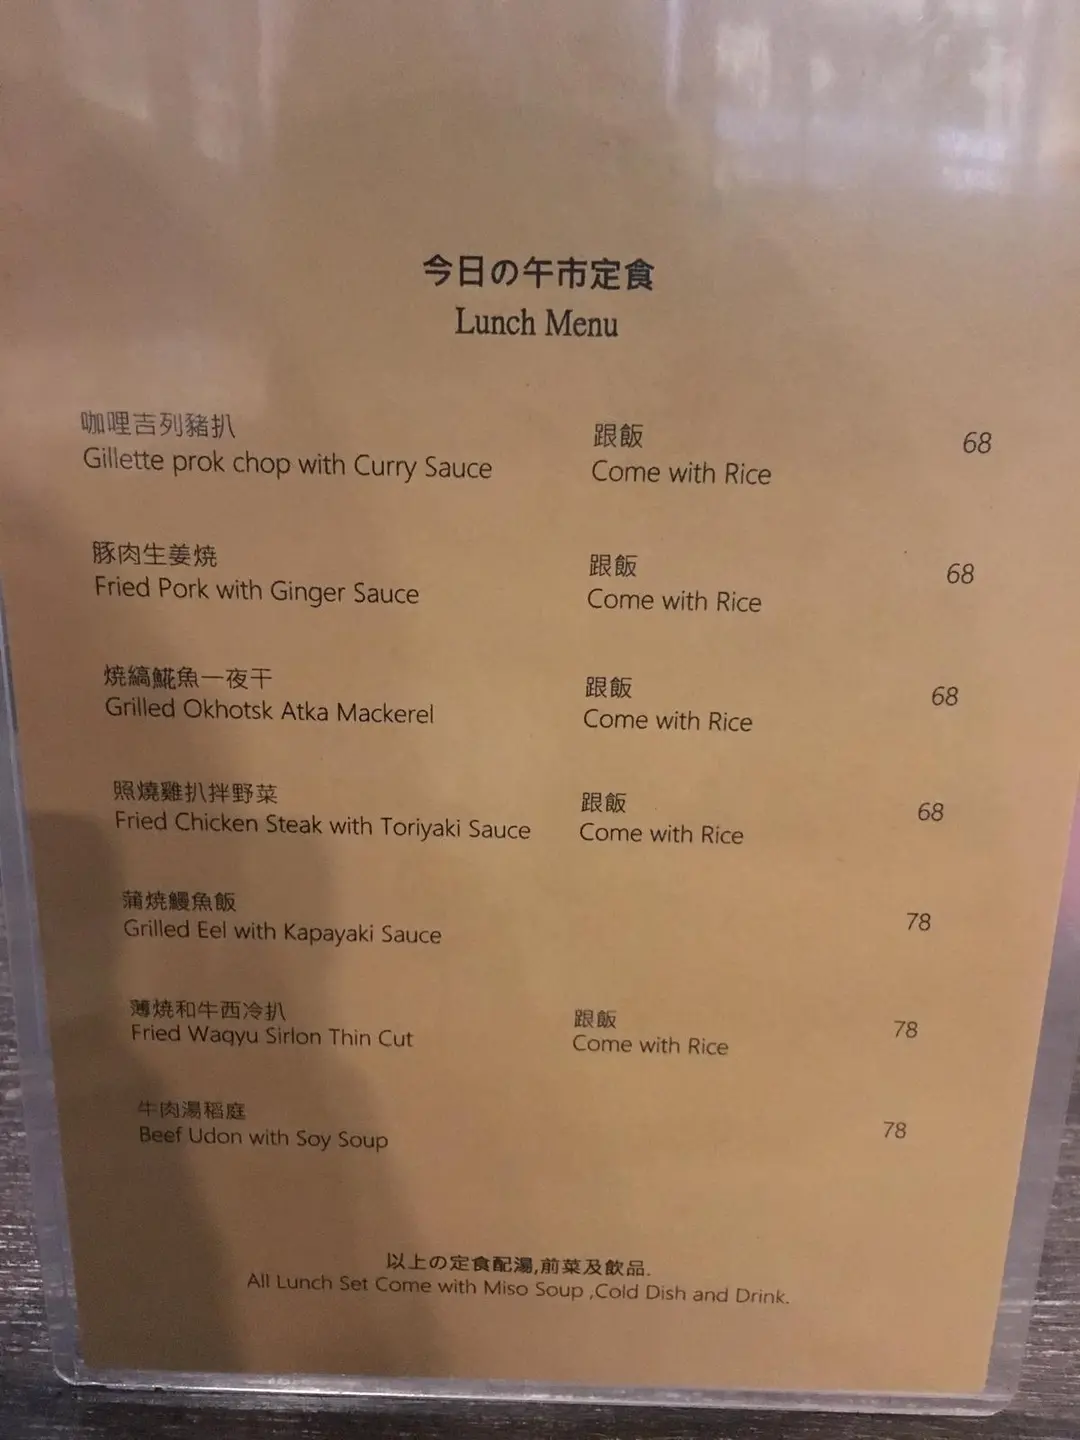 今日の午市定食
Lunch Menu
咖哩吉列豬扒
Gillette prok chop with Curry Sauce
跟飯
Come with Rice
68
豚肉生姜燒
Fried Pork with Ginger Sauce
跟飯
Come with Rice
68
燒縞𩸽魚一夜干
Grilled Okhotsk Atka Mackerel
跟飯
Come with Rice
68
照燒雞扒拌野菜
Fried Chicken Steak with Toriyaki Sauce
跟飯
Come with Rice
68
蒲燒鰻魚飯
Grilled Eel with Kapayaki Sauce
78
薄燒和牛西冷扒
Fried Wagyu Sirlon Thin Cut
跟飯
Come with Rice
78
牛肉湯稻庭
Beef Udon with Soy Soup
78
以上の定食配湯,前菜及飲品.
All Lunch Set Come with Miso Soup ,Cold Dish and Drink.